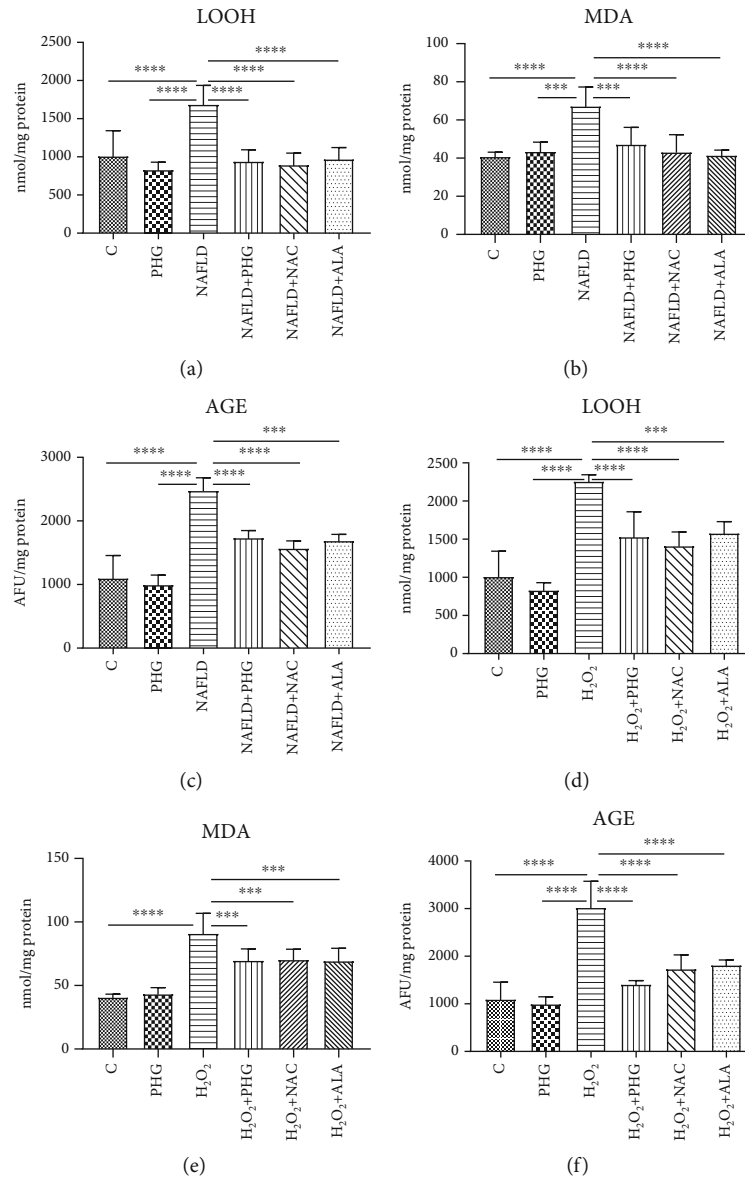 LOOH
****
****
****
****
****
nmol/mg protein
2500
2000
1500
1000
500
0
C
PHG
NAFLD
NAFLD+PHG
NAFLD+NAC
NAFLD+ALA
(a)
MDA
****
****
****
***
***
nmol/mg protein
60
80
60
40
20
0
C
PHG
NAFLD
NAFLD+PHG
NAFLD+NAC
NAFLD+ALA
(b)
AGE
***
****
****
****
****
AFU/mg protein
3000
2000
1000
0
C
PHG
NAFLD
NAFLD+PHG
NAFLD+NAC
NAFLD+ALA
(c)
LOOH
***
****
****
****
****
nmol/mg protein
2500
2000
1500
1000
500
0
C
PHG
H₂O₂
H₂O₂+PHG
H₂O₂+NAC
H₂O₂+ALA
(d)
MDA
***
***
****
***
nmol/mg protein
150
100
50
0
C
PHG
H₂O₂
H₂O₂+PHG
H₂O₂+NAC
H₂O₂+ALA
(e)
AGE
****
****
****
****
****
AFU/mg protein
4000
3000
2000
1000
0
C
PHG
H₂O₂
H₂O₂+PHG
H₂O₂+NAC
H₂O₂+ALA
(f)